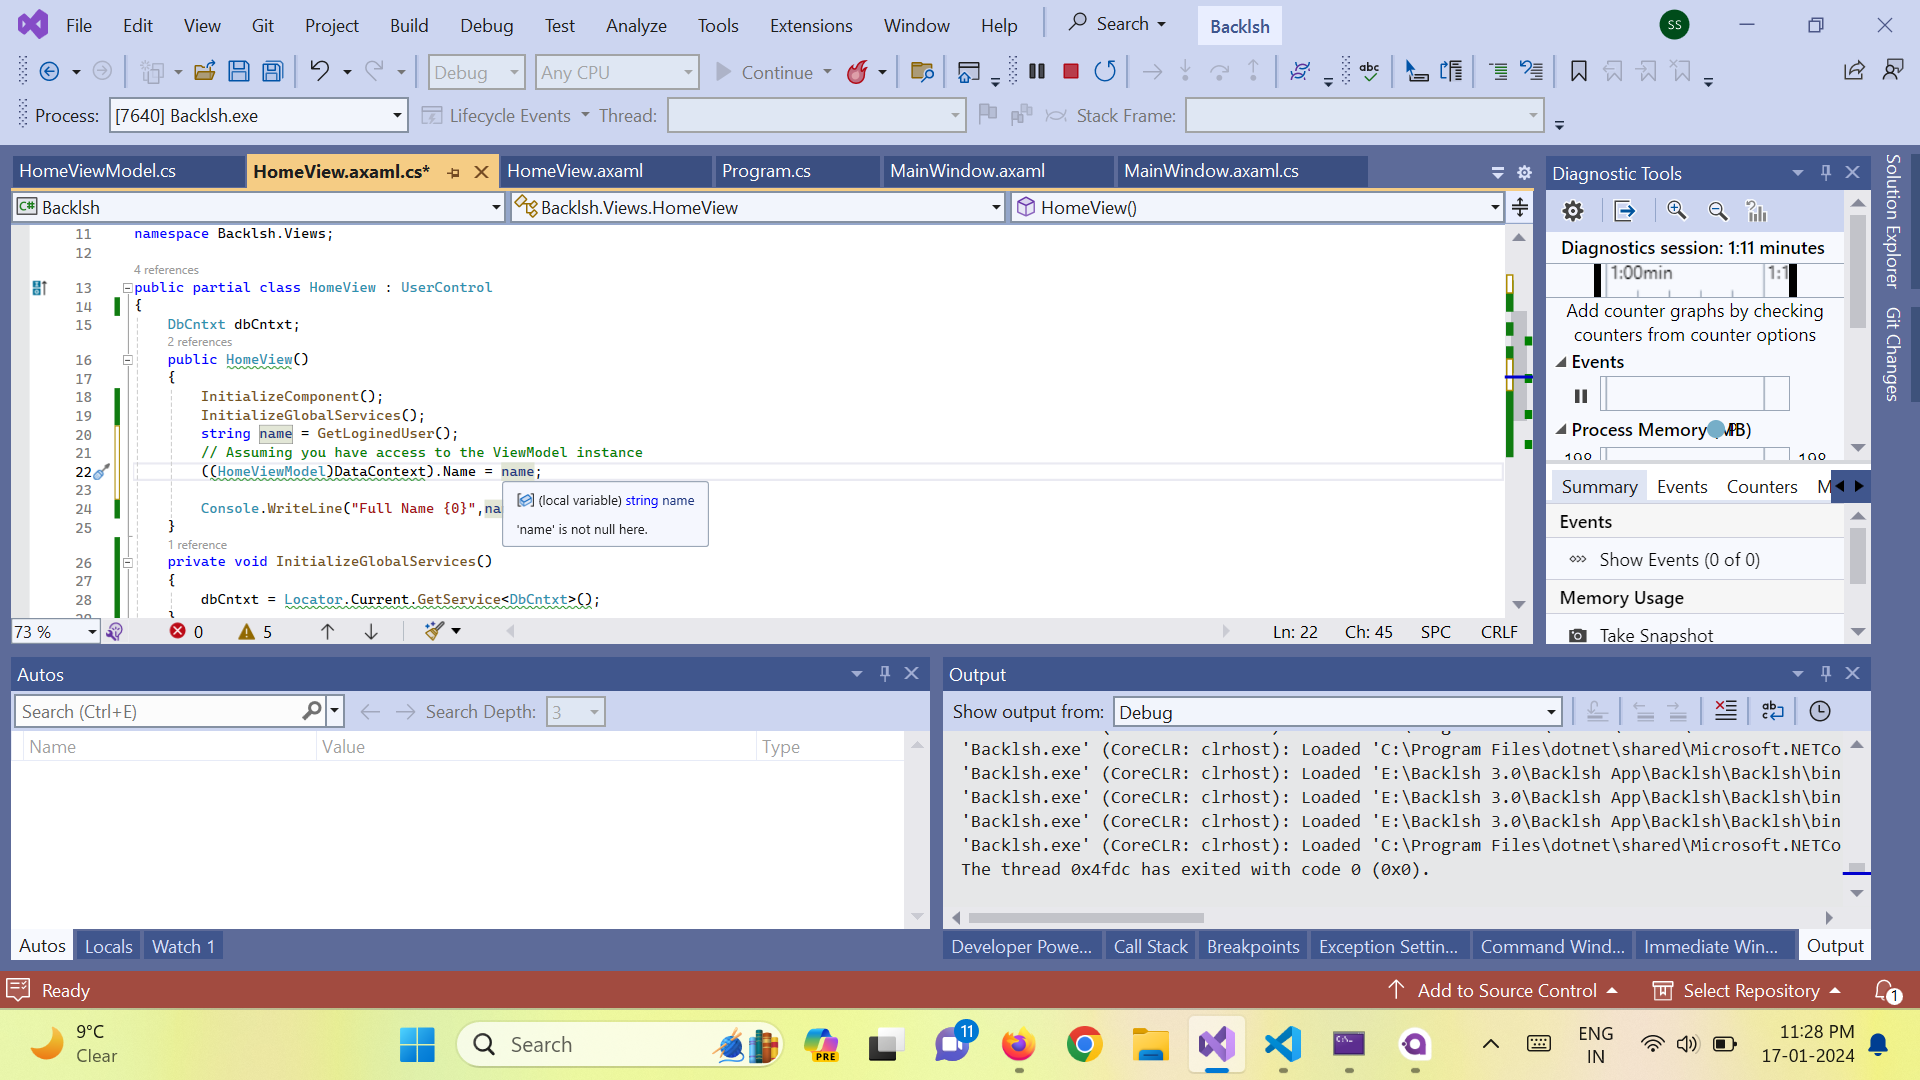 File Edit View Git Project Build Debug Test Analyze Tools Extensions Window Help Search Backlsh SS
Debug Any CPU Continue abc
Process: [7640] Backlsh.exe Lifecycle Events Thread: Stack Frame:
HomeViewModel.cs HomeView.axaml.cs* HomeView.axaml Program.cs MainWindow.axaml MainWindow.axaml.cs
C# Backlsh Backlsh.Views.HomeView HomeView()
11 namespace Backlsh.Views;
12
4 references
13 public partial class HomeView : UserControl
14 {
15 DbCntxt dbCntxt;
2 references
16 public HomeView()
17 {
18 InitializeComponent();
19 InitializeGlobalServices();
20 string name = GetLoginedUser();
21 // Assuming you have access to the ViewModel instance
22 ((HomeViewModel)DataContext).Name = name;
23
(local variable) string name
'name' is not null here.
24 Console.WriteLine("Full Name {0}",na
25 }
1 reference
26 private void InitializeGlobalServices()
27 {
28 dbCntxt = Locator.Current.GetService<DbCntxt>();
73 % 0 5 Ln: 22 Ch: 45 SPC CRLF
Diagnostic Tools
Diagnostics session: 1:11 minutes
1:00min 1:1
Add counter graphs by checking
counters from counter options
Events
Process Memory
198 198
Summary Events Counters M
Events
Show Events (0 of 0)
Memory Usage
Take Snapshot
Solution Explorer
Git Changes
Autos
Search (Ctrl+E) Search Depth: 3
Name Value Type
Autos Locals Watch 1
Output
Show output from: Debug
'Backlsh.exe' (CoreCLR: clrhost): Loaded 'C:\Program Files\dotnet\shared\Microsoft.NETCo
'Backlsh.exe' (CoreCLR: clrhost): Loaded 'E:\Backlsh 3.0\Backlsh App\Backlsh\Backlsh\bin
'Backlsh.exe' (CoreCLR: clrhost): Loaded 'E:\Backlsh 3.0\Backlsh App\Backlsh\Backlsh\bin
'Backlsh.exe' (CoreCLR: clrhost): Loaded 'E:\Backlsh 3.0\Backlsh App\Backlsh\Backlsh\bin
'Backlsh.exe' (CoreCLR: clrhost): Loaded 'C:\Program Files\dotnet\shared\Microsoft.NETCo
The thread 0x4fdc has exited with code 0 (0x0).
Developer Powe... Call Stack Breakpoints Exception Settin... Command Wind... Immediate Win... Output
Ready Add to Source Control Select Repository 1
9°C
Clear
Search
PRE
11
ENG
IN
11:28 PM
17-01-2024